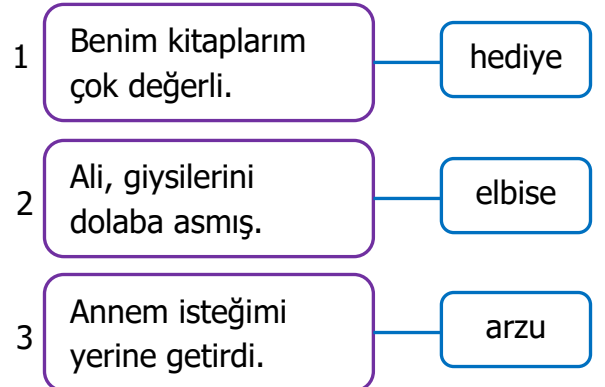 1
Benim kitaplarım
çok değerli.
hediye
2
Ali, giysilerini
dolaba asmış.
elbise
3
Annem isteğimi
yerine getirdi.
arzu